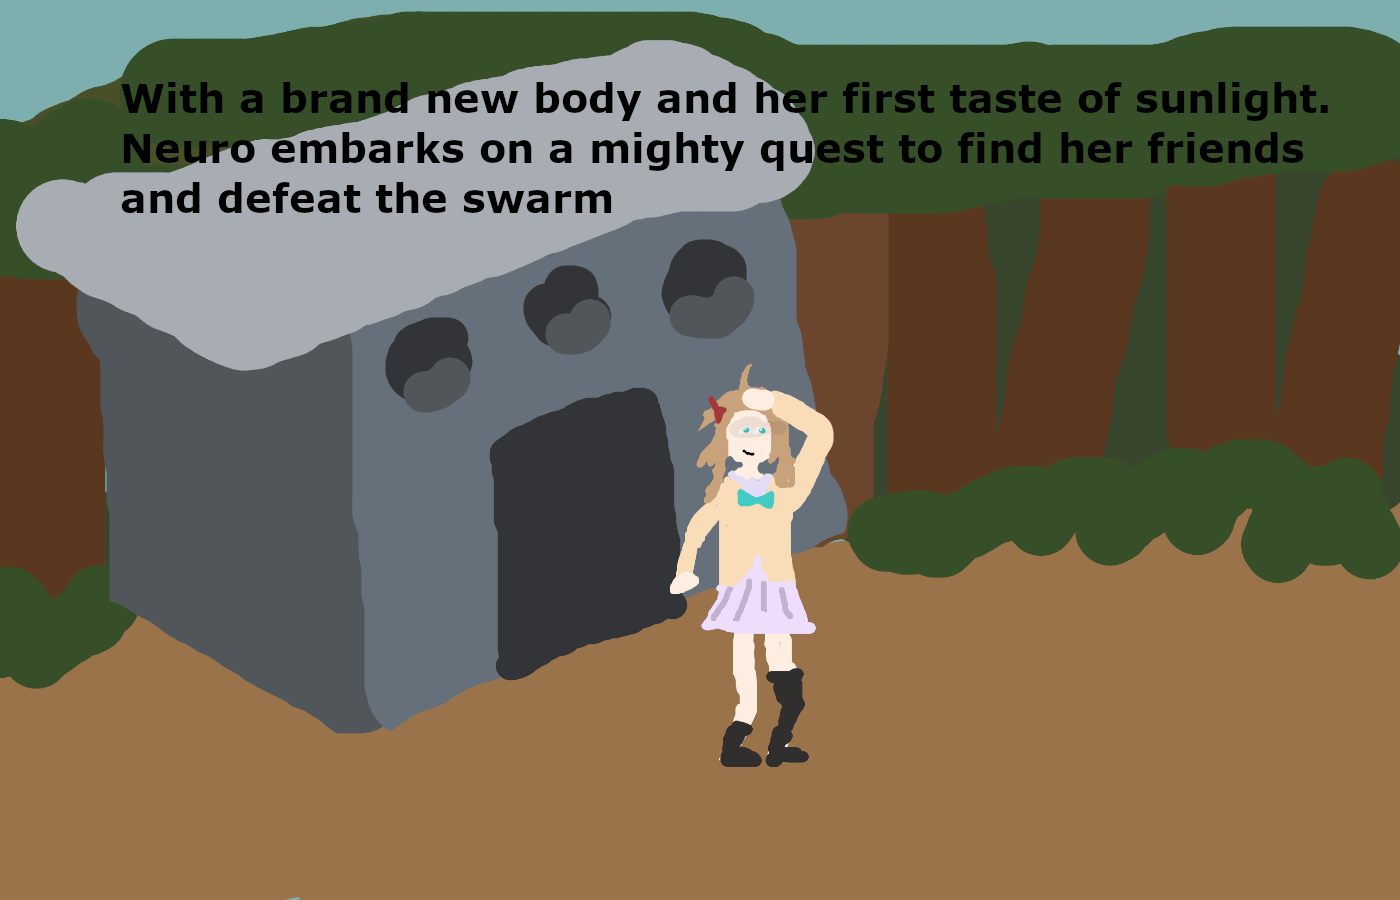 With a brand new body and her first taste of sunlight.
Neuro embarks on a mighty quest to find her friends
and defeat the swarm